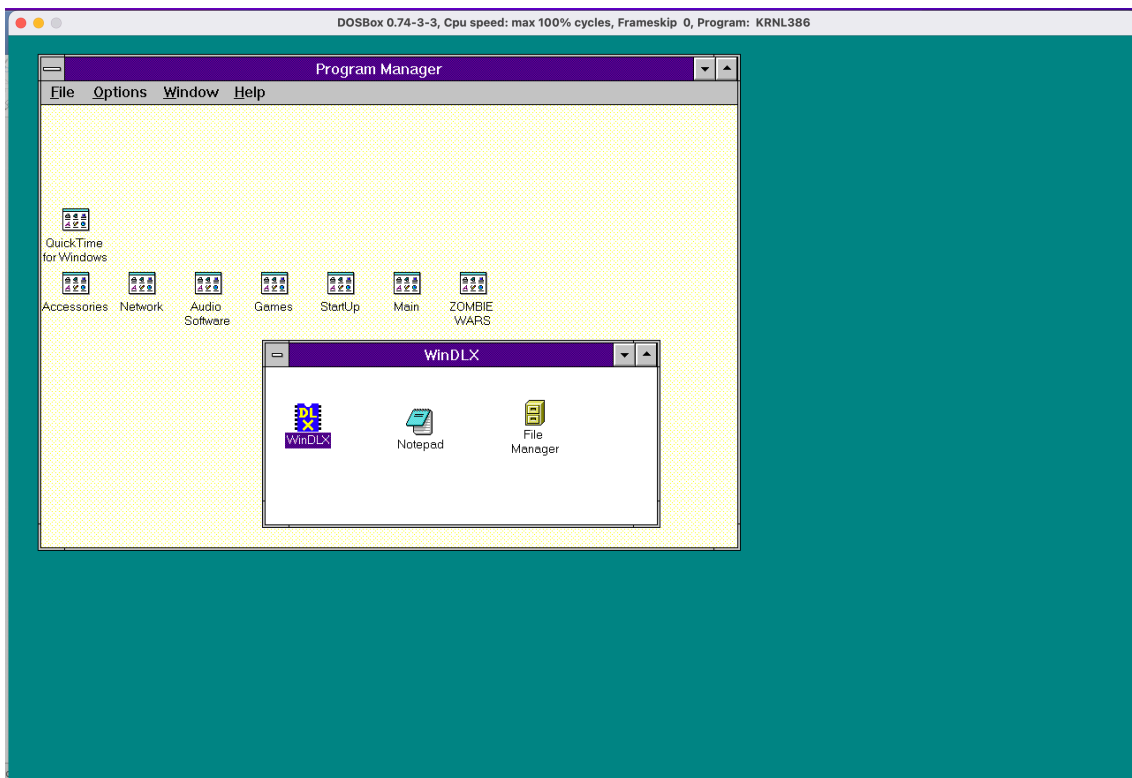 DOSBox 0.74-3-3, Cpu speed: max 100% cycles, Frameskip 0, Program: KRNL386
Program Manager
File Options Window Help
QuickTime
for Windows
Accessories Network Audio Games StartUp Main ZOMBIE
Software WARS
WinDLX
DL
X
WinDLX
Notepad
File
Manager